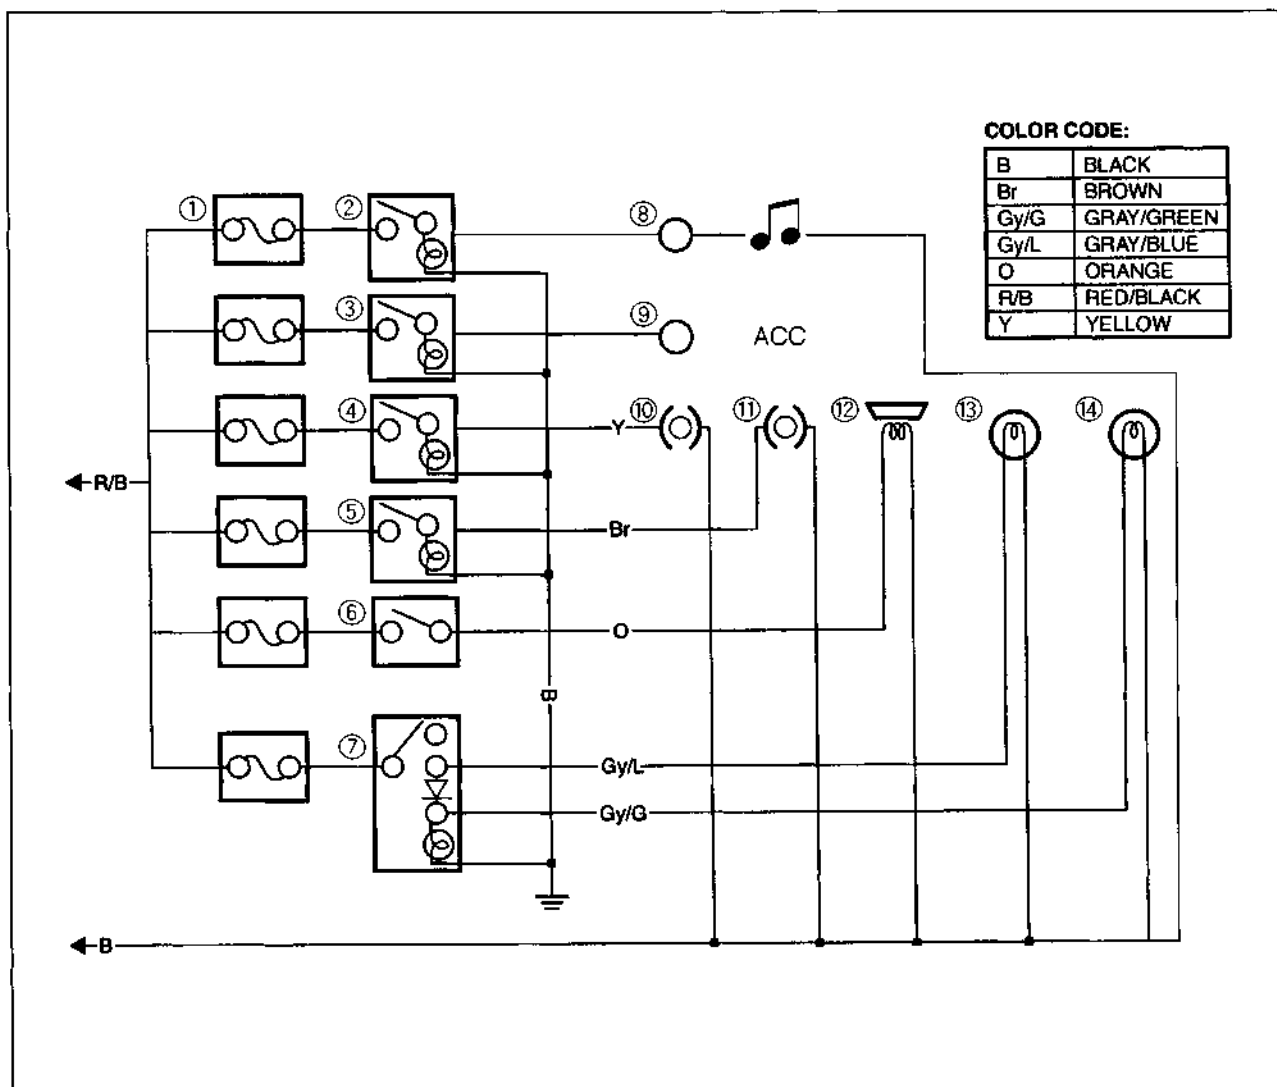 COLOR CODE:
B BLACK
Br BROWN
Gy/G GRAY/GREEN
Gy/L GRAY/BLUE
O ORANGE
R/B RED/BLACK
Y YELLOW
① ② ⑧
③ ⑨ ACC
④ Y ⑩ ⑪ ⑫ ⑬ ⑭
R/B
⑤ Br
⑥ O
B
⑦ Gy/L
Gy/G
B